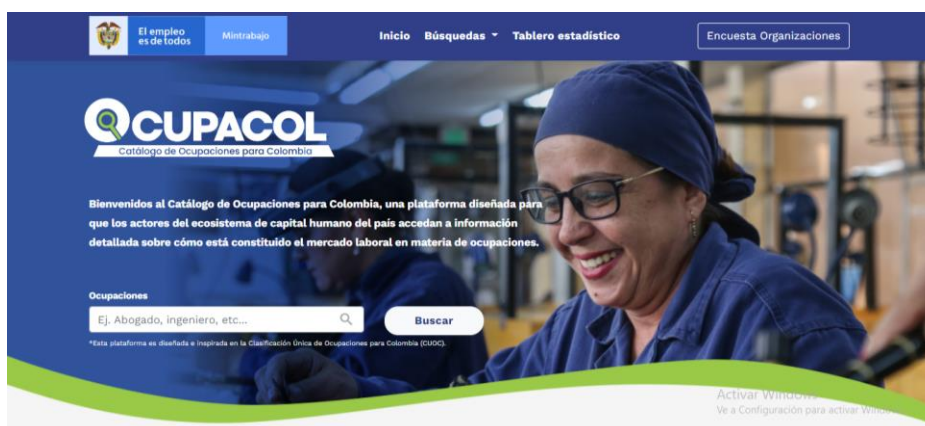 El empleo
es de todos
Mintrabajo
Inicio Búsquedas Tablero estadístico
Encuesta Organizaciones
OCUPACOL
Catálogo de Ocupaciones para Colombia
Bienvenidos al Catálogo de Ocupaciones para Colombia, una plataforma diseñada para
que los actores del ecosistema de capital humano del país accedan a información
detallada sobre cómo está constituido el mercado laboral en materia de ocupaciones.
Ocupaciones
Ej. Abogado, ingeniero, etc...
Buscar
*Esta plataforma es diseñada e inspirada en la Clasificación Única de Ocupaciones para Colombia (CUOC).
Activar Windows
Ve a Configuración para activar Windows